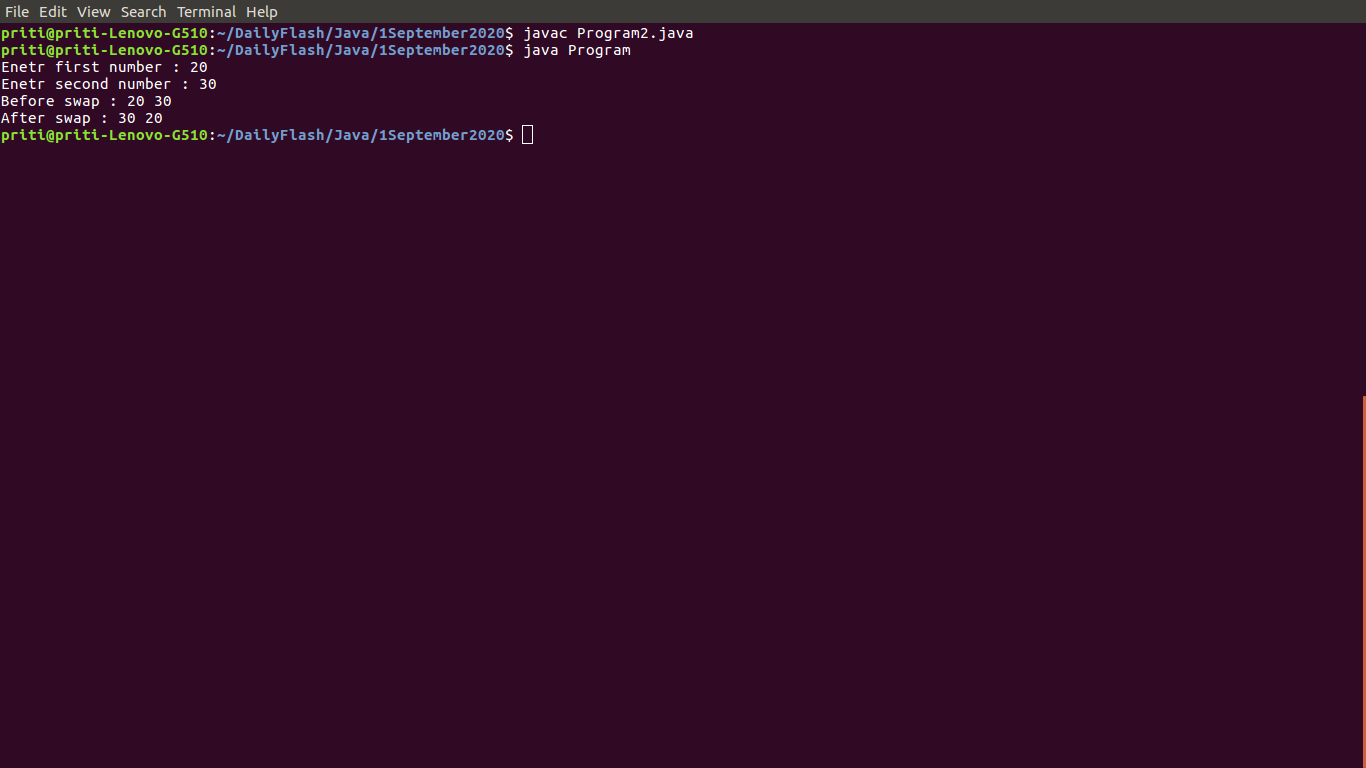 File Edit View Search Terminal Help
priti@priti-Lenovo-G510:~/DailyFlash/Java/1September2020$ javac Program2.java
priti@priti-Lenovo-G510:~/DailyFlash/Java/1September2020$ java Program
Enetr first number : 20
Enetr second number : 30
Before swap : 20 30
After swap : 30 20
priti@priti-Lenovo-G510:~/DailyFlash/Java/1September2020$